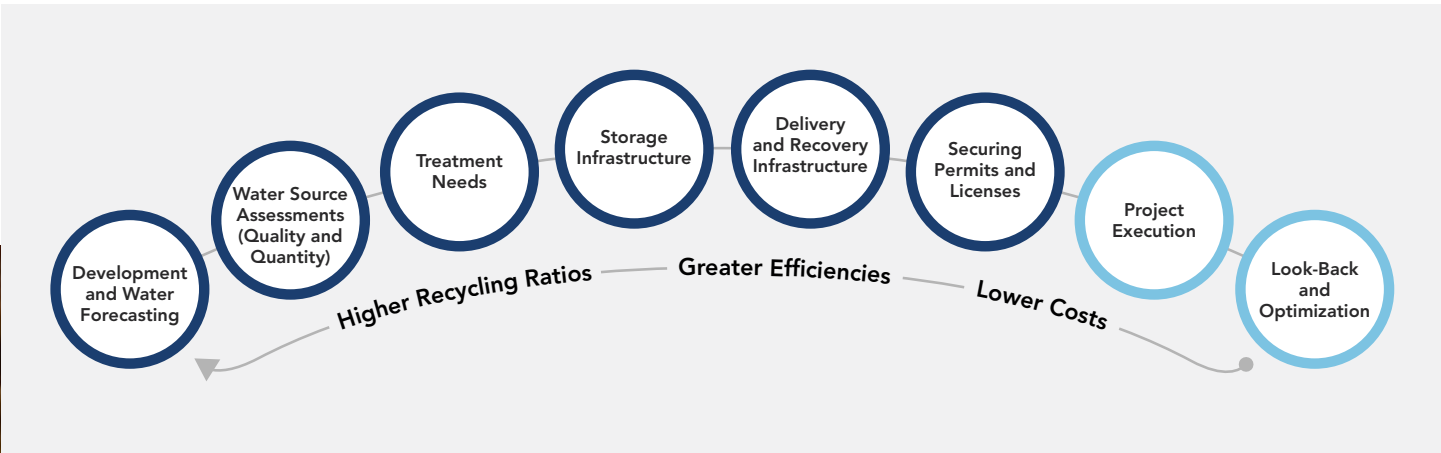 Development
and Water
Forecasting
Water Source
Assessments
(Quality and
Quantity)
Treatment
Needs
Storage
Infrastructure
Delivery
and Recovery
Infrastructure
Securing
Permits and
Licenses
Project
Execution
Look-Back
and
Optimization
Higher Recycling Ratios
Greater Efficiencies
Lower Costs